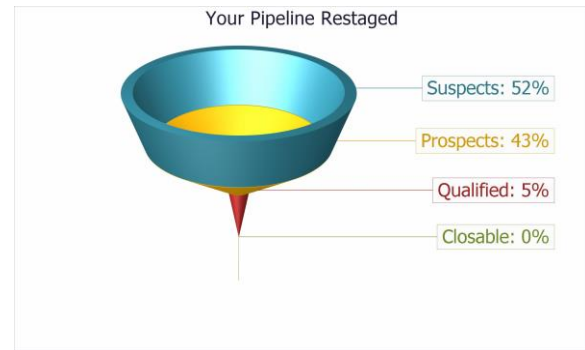 Your Pipeline Restaged
Suspects: 52%
Prospects: 43%
Qualified: 5%
Closable: 0%